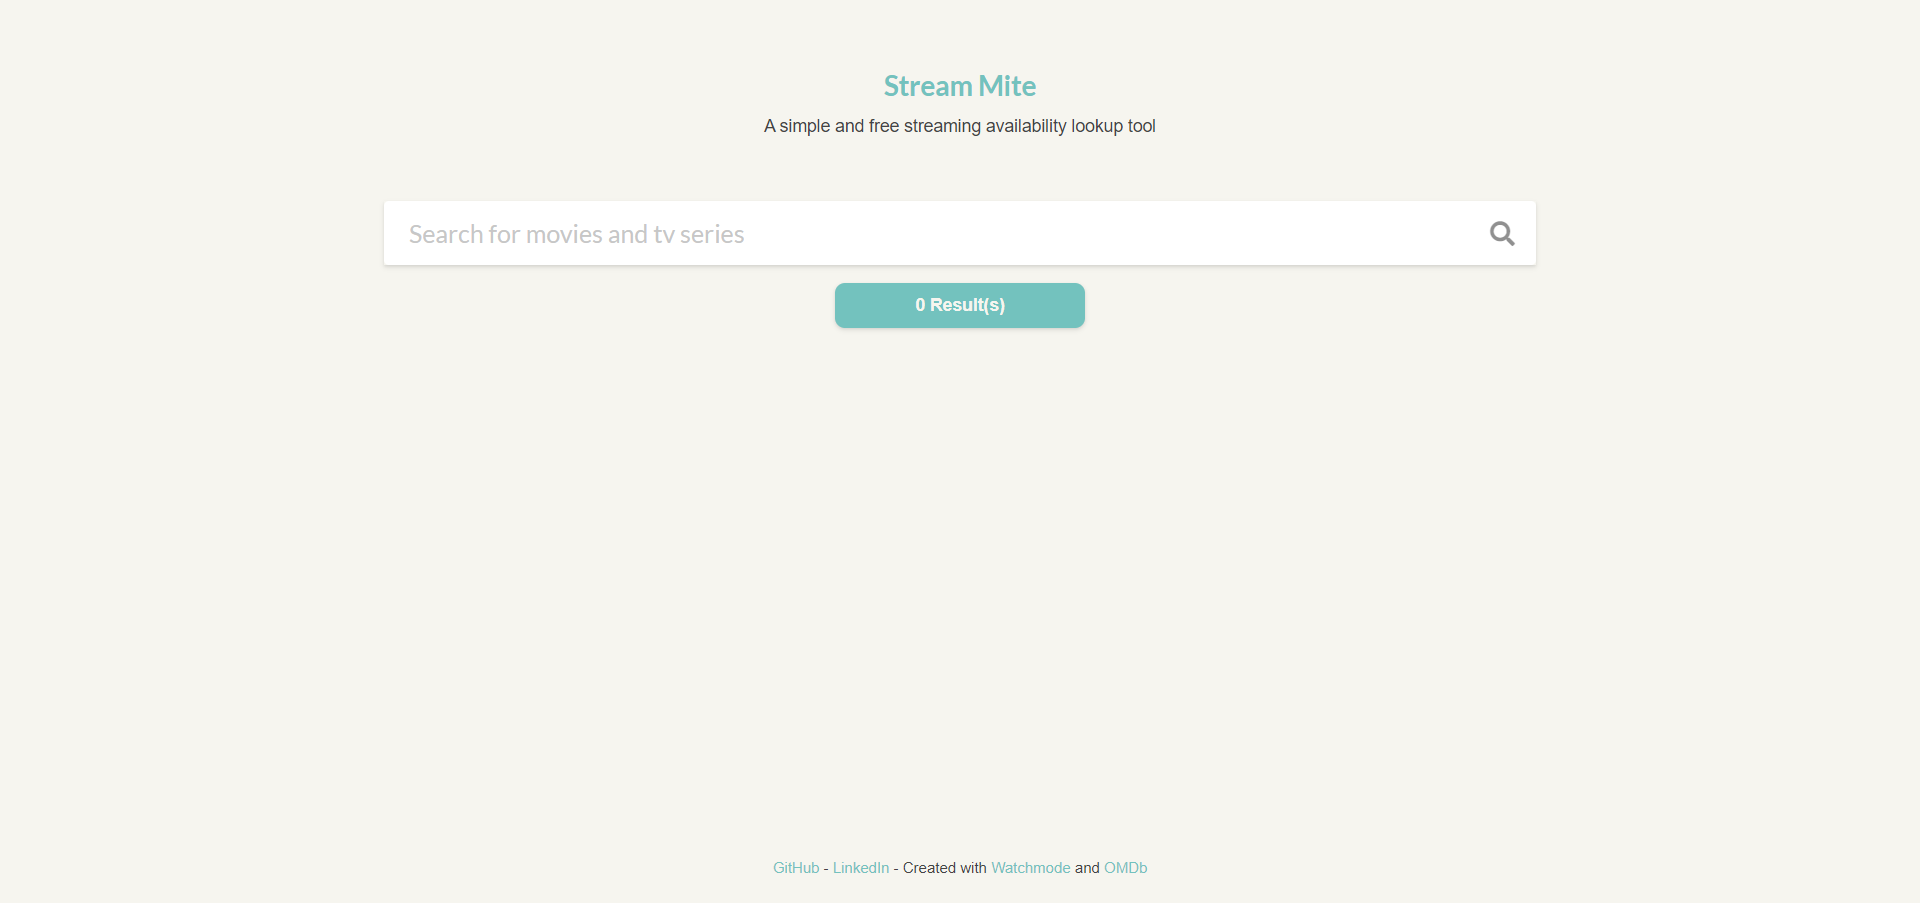 Stream Mite
A simple and free streaming availability lookup tool
Search for movies and tv series
0 Result(s)
GitHub - LinkedIn - Created with Watchmode and OMDb